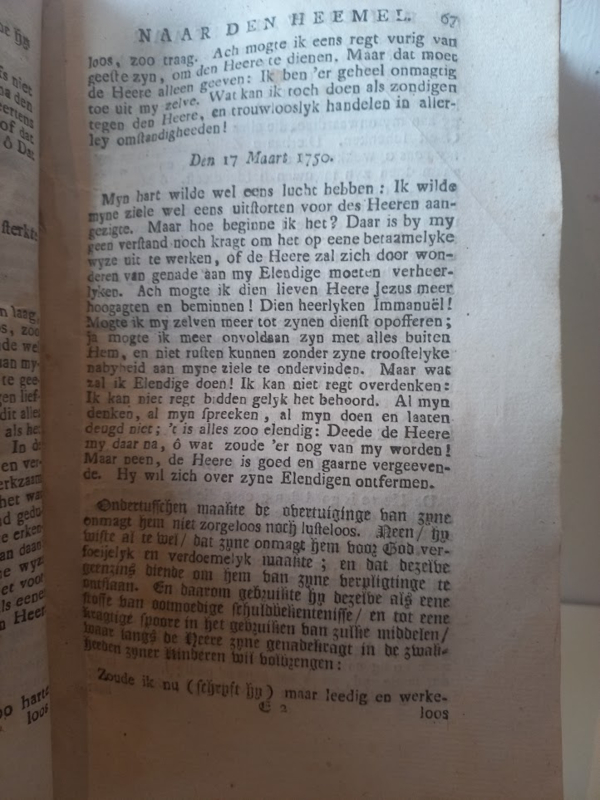 NAAR DEN HEEMEL. 67
loos, zoo traag. Ach mogte ik eens regt vurig van
geeſte zyn, om den Heere te dienen. Maar dat moet
de Heere alleen geeven: Ik ben 'er geheel onmagtig
toe uit my zelve. Wat kan ik toch doen als zondigen
tegen den Heere, en trouwlooslyk handelen in aller-
ley omſtandigheeden!
Den 17 Maart 1750.
Myn hart wilde wel eens lucht hebben: Ik wilde
myne ziele wel eens uitſtorten voor des Heeren aan-
gezigte. Maar hoe beginne ik het? Daar is by my
geen verſtand noch kragt om het op eene betaamelyke
wyze uit te werken, of de Heere zal zich door won-
deren van genade aan my Elendige moeten verheer-
lyken. Ach mogte ik dien lieven Heere Jezus meer
hoogagten en beminnen! Dien heerlyken Immanuël!
Mogte ik my zelven meer tot zynen dienſt opofferen;
ja mogte ik meer onvoldaan zyn met alles buiten
Hem, en niet ruſten kunnen zonder zyne trooſtelyke
nabyheid aan myne ziele te ondervinden. Maar wat
zal ik Elendige doen! Ik kan niet regt overdenken:
Ik kan niet regt bidden gelyk het behoord. Al myn
denken, al myn ſpreeken, al myn doen en laaten
deugd niet; 't is alles zoo elendig: Deede de Heere
my daar na, ô wat zoude 'er nog van my worden!
Maar neen, de Heere is goed en gaarne vergeeven-
de. Hy wil zich over zyne Elendigen ontfermen.
Ondertuſſchen maakte de overtuiginge van zyne
onmagt hem niet zorgeloos noch luſteloos. Neen/ hy
wiſte al te wel/ dat zyne onmagt hem voor God ver-
foeijelyk en verdoemelyk maakte; en dat dezelve
geenzins diende om hem van zyne verpligtinge te
ontſlaan. En daarom gebruikte hy dezelve als eene
ſtoffe van ootmoedige ſchuldbekenteniſſe/ en tot eene
kragtige ſpoore in het gebruiken van zulke middelen/
waar langs de Heere zyne genadekragt in de zwak-
heeden zyner Kinderen wil volbrengen:
Zoude ik nu (ſchryft hy) maar leedig en werke-
E 2 loos